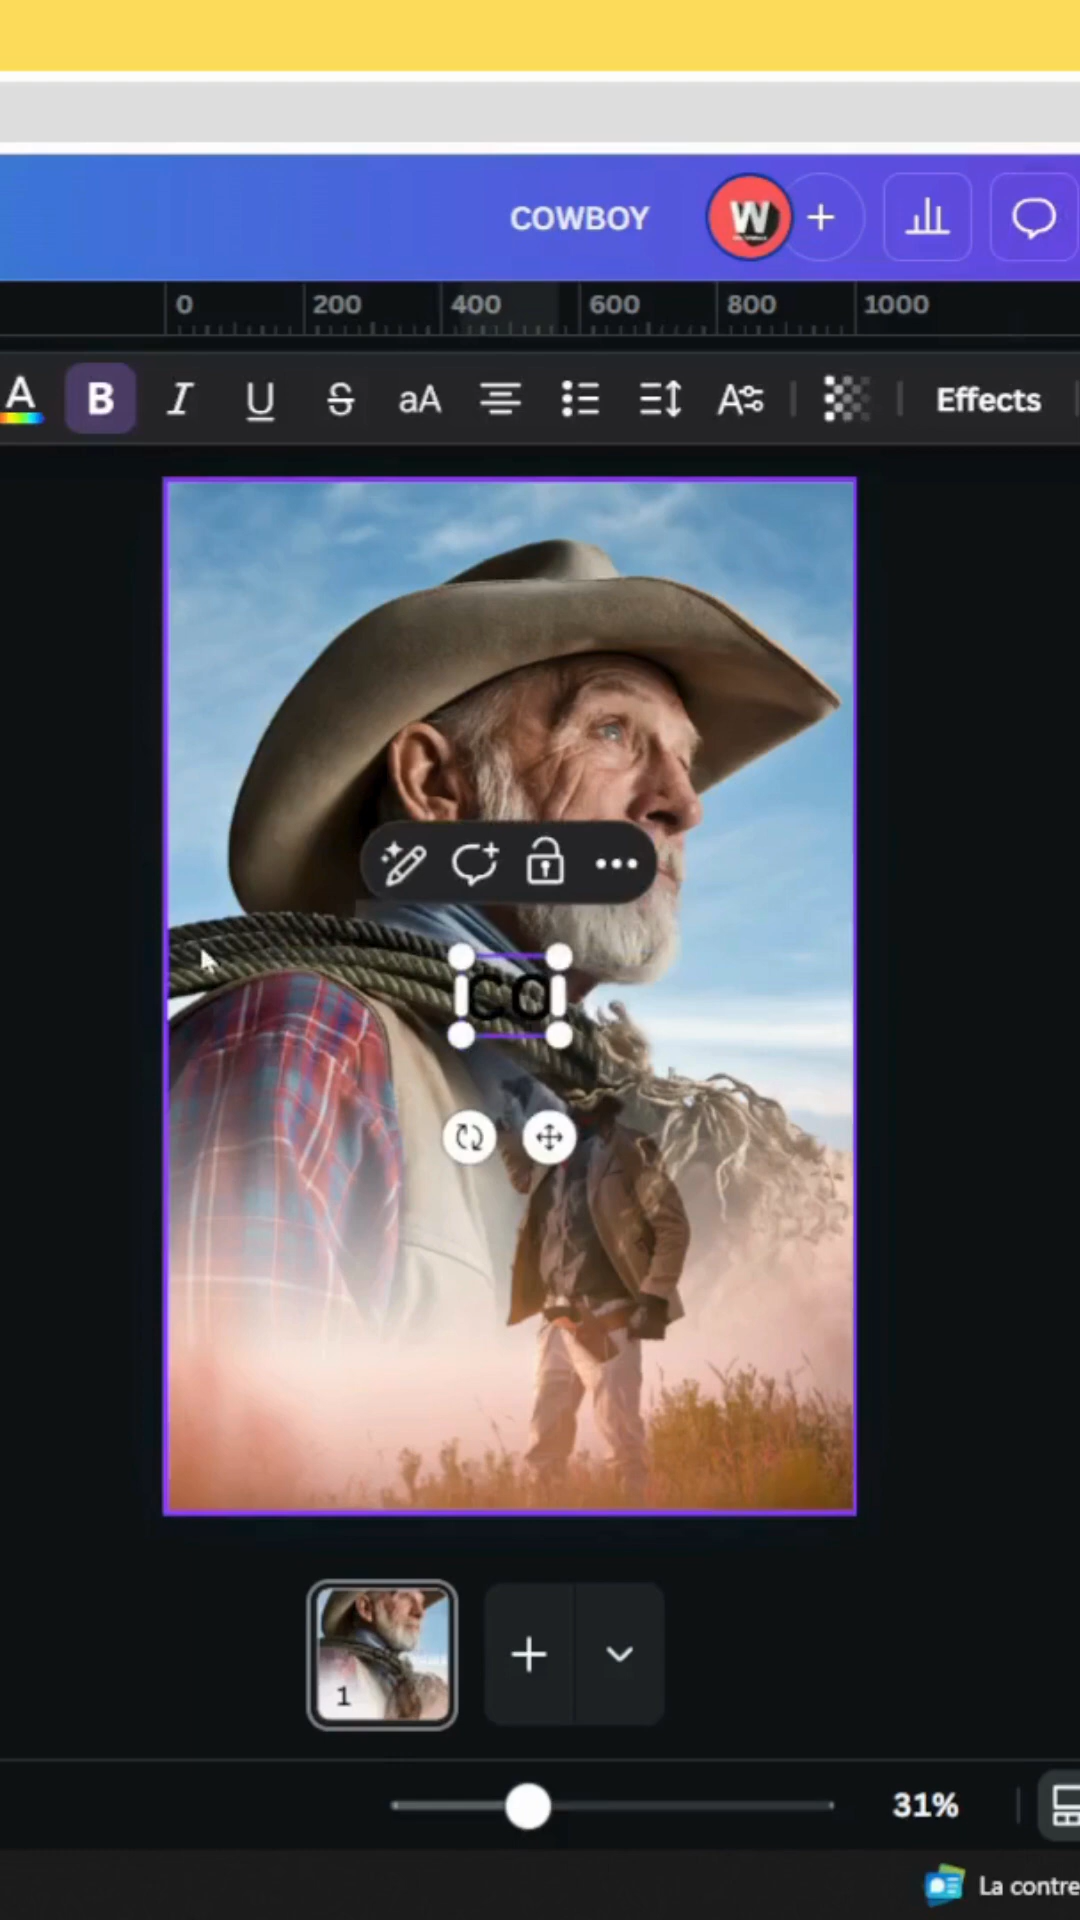 COWBOY
W
0 200 400 600 800 1000
A B I U S aA A Effects
CO
1
31%
La contre